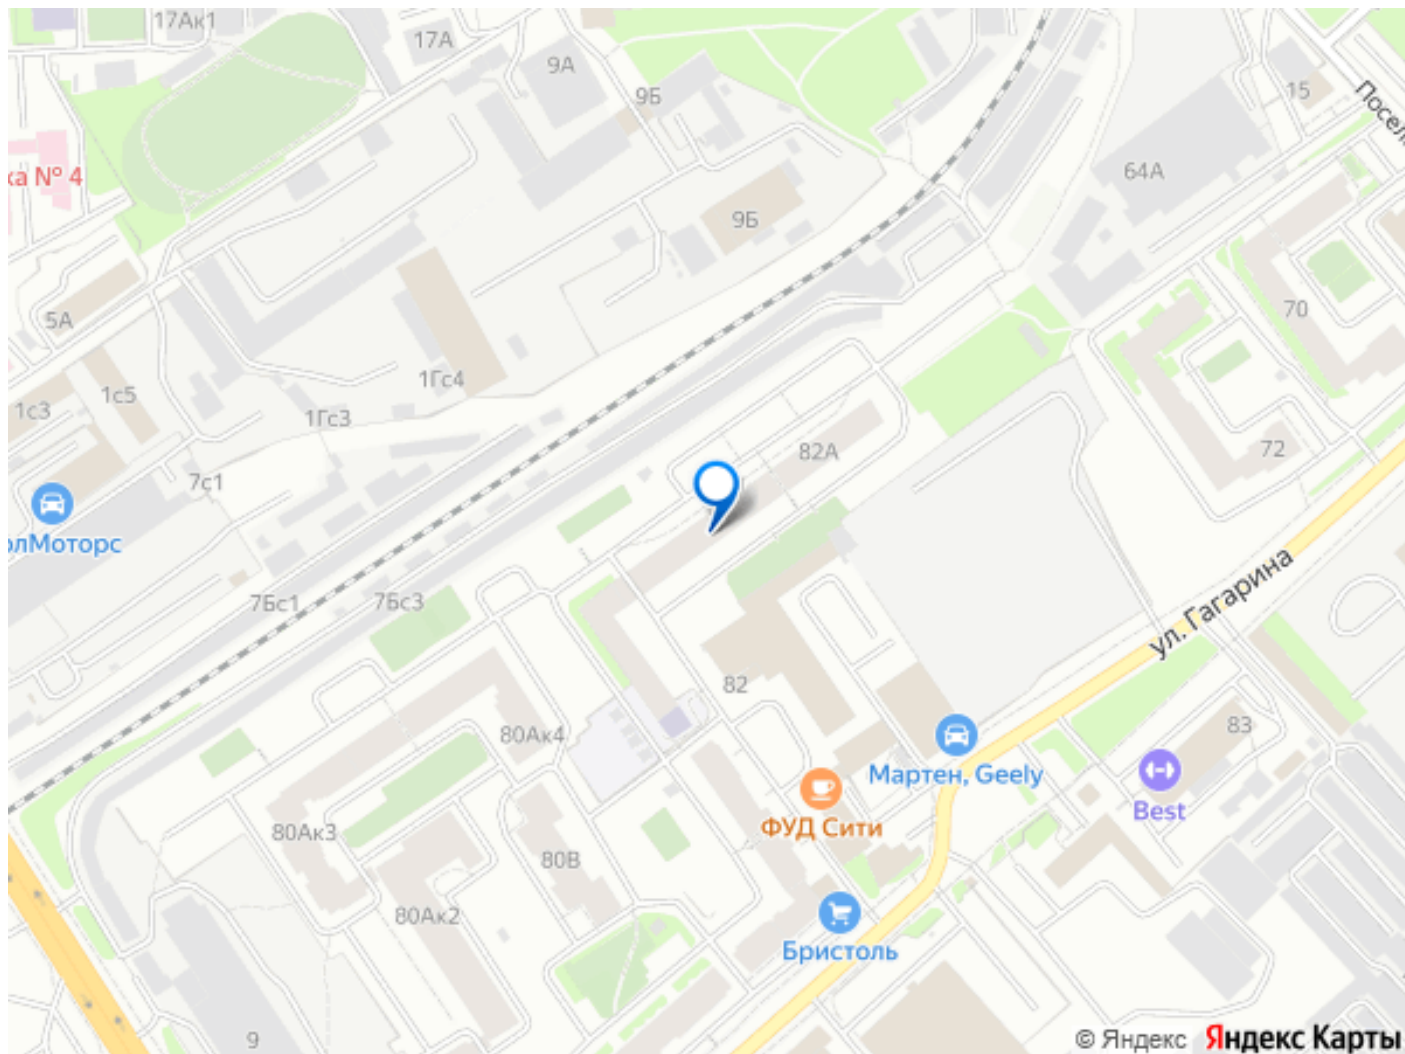 17Ак1
17А
9А
9Б
15
Посел
ка № 4
64А
9Б
5А
70
1Гс4
1с5
1с3
1Гс3
82А
72
7с1
олМоторс
7Бс1
7Бс3
ул. Гагарина
82
80Ак4
83
Мартен, Geely
Best
ФУД Сити
80Ак3
80В
80Ак2
Бристоль
9
© Яндекс Яндекс Карты